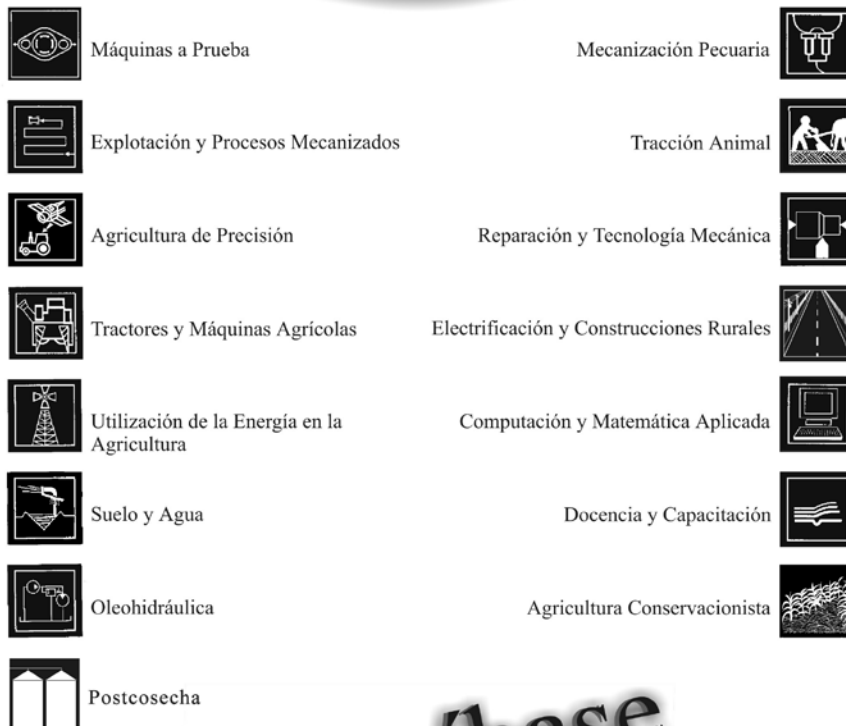 Máquinas a Prueba
Explotación y Procesos Mecanizados
Agricultura de Precisión
Tractores y Máquinas Agrícolas
Utilización de la Energía en la
Agricultura
Suelo y Agua
Oleohidráulica
Postcosecha
Mecanización Pecuaria
Tracción Animal
Reparación y Tecnología Mecánica
Electrificación y Construcciones Rurales
Computación y Matemática Aplicada
Docencia y Capacitación
Agricultura Conservacionista